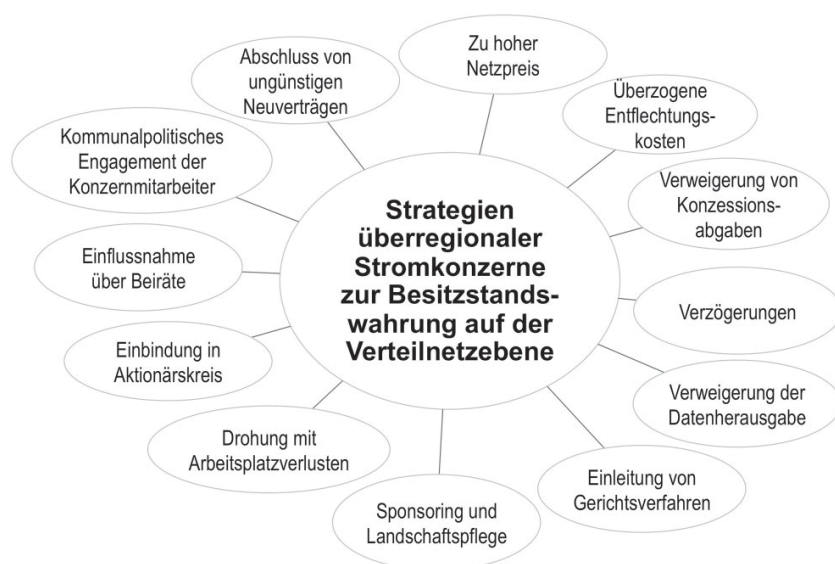 Strategien
überregionaler
Stromkonzerne
zur Besitzstands-
wahrung auf der
Verteilnetzebene
Zu hoher
Netzpreis
Überzogene
Entflechtungs-
kosten
Verweigerung von
Konzessions-
abgaben
Verzögerungen
Verweigerung der
Datenherausgabe
Einleitung von
Gerichtsverfahren
Sponsoring und
Landschaftspflege
Drohung mit
Arbeitsplatzverlusten
Einbindung in
Aktionärskreis
Einflussnahme
über Beiräte
Kommunalpolitisches
Engagement der
Konzernmitarbeiter
Abschluss von
ungünstigen
Neuverträgen